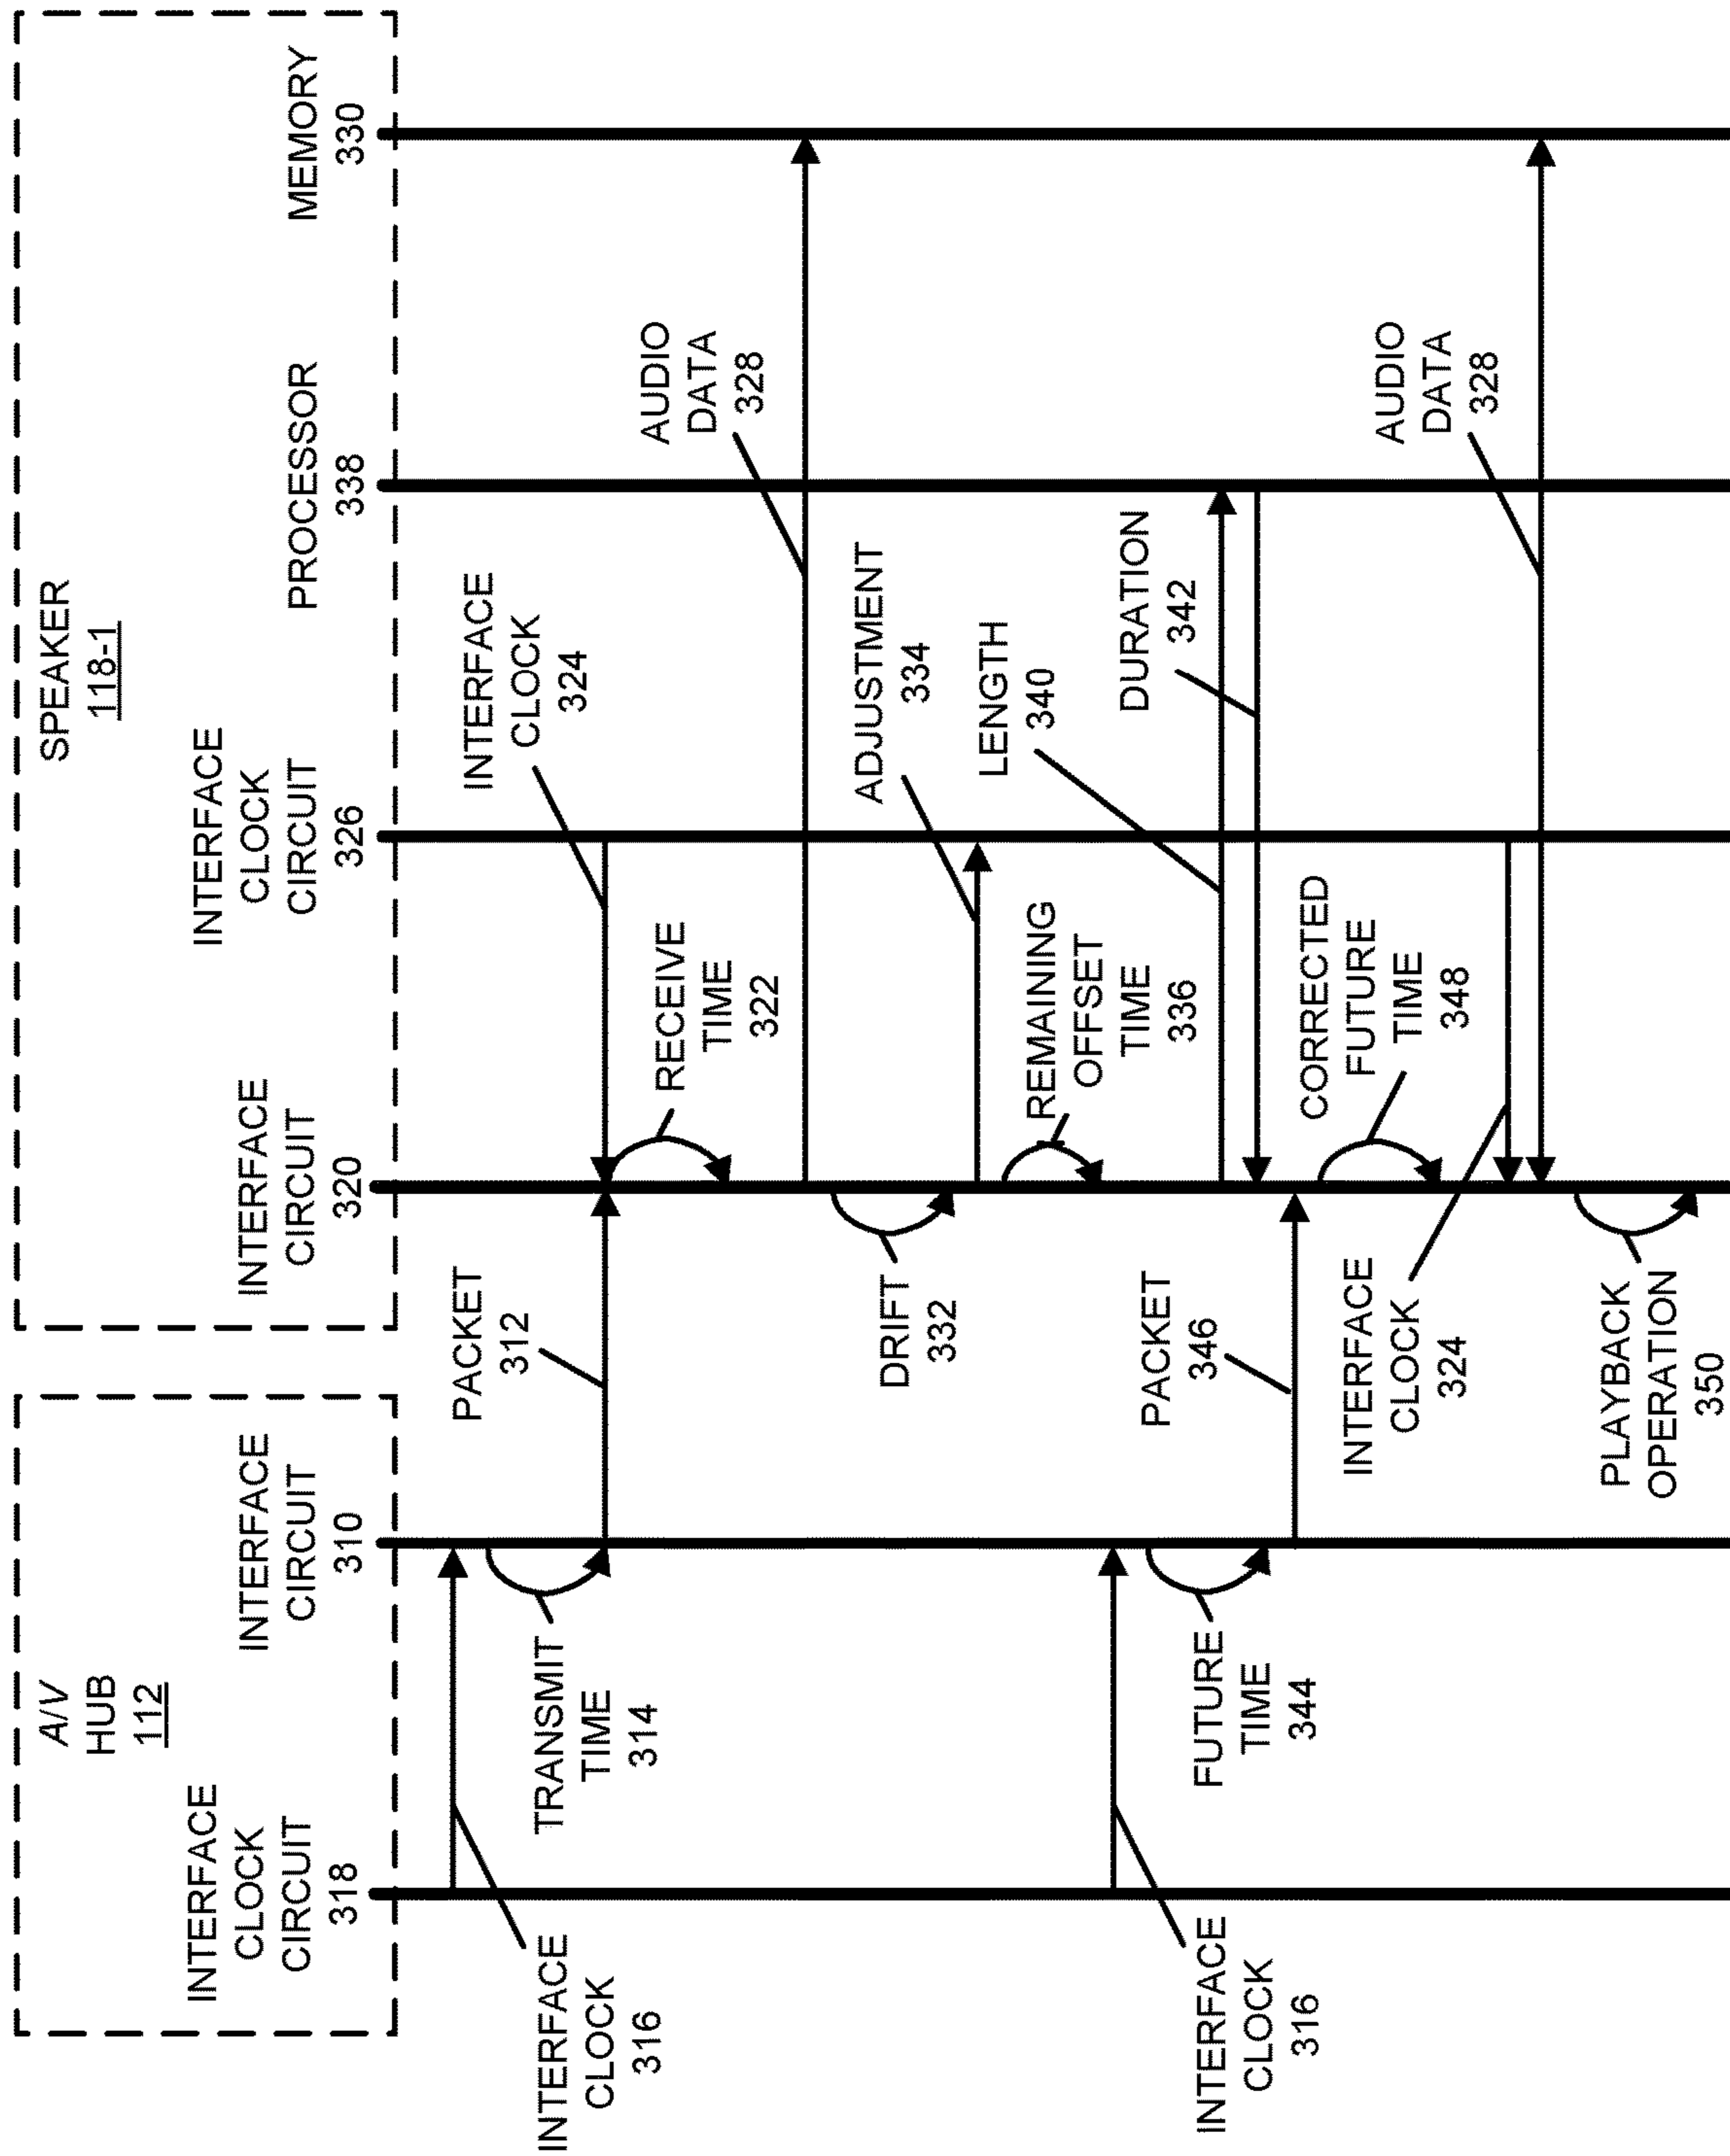 A/V
HUB
112
INTERFACE
CLOCK
CIRCUIT
318
INTERFACE
CIRCUIT
310
SPEAKER
118-1
INTERFACE
CIRCUIT
320
INTERFACE
CLOCK
CIRCUIT
326
PROCESSOR
338
MEMORY
330
INTERFACE
CLOCK
316
TRANSMIT
TIME
314
PACKET
312
INTERFACE
CLOCK
324
RECEIVE
TIME
322
AUDIO
DATA
328
DRIFT
332
ADJUSTMENT
334
REMAINING
OFFSET
TIME
336
LENGTH
340
DURATION
342
INTERFACE
CLOCK
316
FUTURE
TIME
344
PACKET
346
CORRECTED
FUTURE
TIME
348
INTERFACE
CLOCK
324
AUDIO
DATA
328
PLAYBACK
OPERATION
350